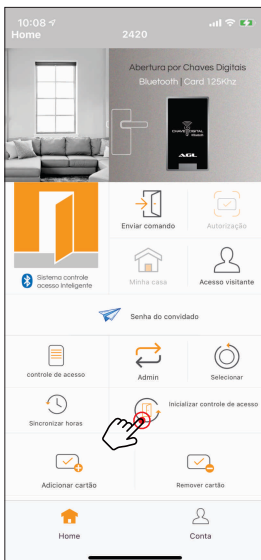 10:08
Home
2420
Abertura por Chaves Digitais
Bluetooth | Card 125Khz
AGL
Enviar comando
Autorização
Sistema controle
acesso inteligente
Minha casa
Acesso visitante
Senha do convidado
controle de acesso
Admin
Selecionar
Sincronizar horas
Inicializar controle de acesso
Adicionar cartão
Remover cartão
Home
Conta